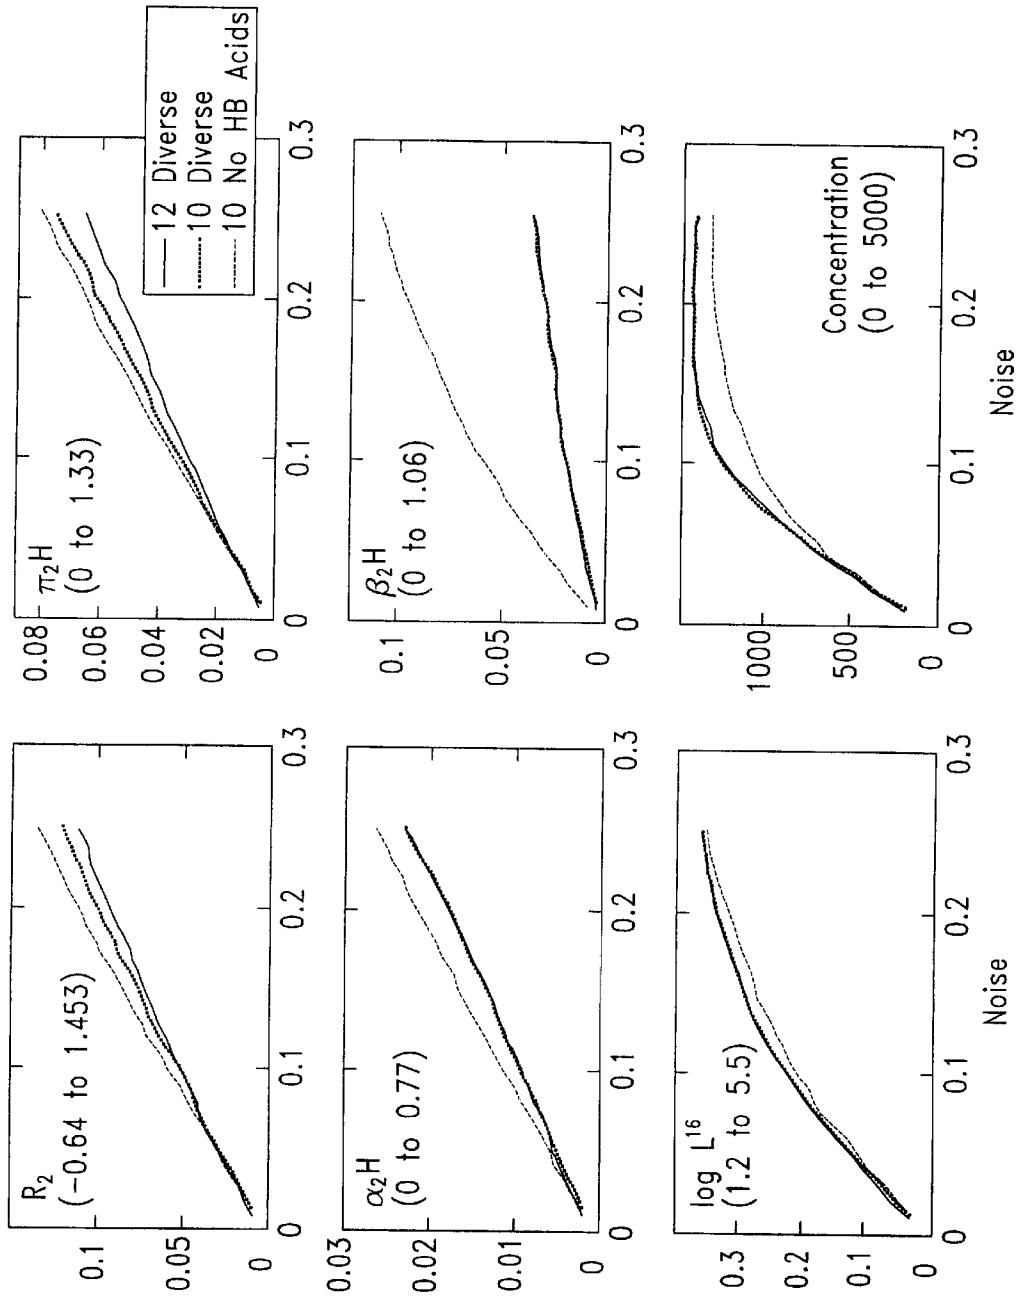 R₂
(−0.64 to 1.453)
0.1
0.05
0
0
0.1
0.2
0.3
π₂H
(0 to 1.33)
0.08
0.06
0.04
0.02
0
0
0.1
0.2
0.3
12 Diverse
10 Diverse
10 No HB Acids
α₂H
(0 to 0.77)
0.03
0.02
0.01
0
0
0.1
0.2
0.3
β₂H
(0 to 1.06)
0.1
0.05
0
0
0.1
0.2
0.3
log L¹⁶
(1.2 to 5.5)
0.3
0.2
0.1
0
0
0.1
0.2
0.3
Noise
Concentration
(0 to 5000)
1000
500
0
0
0.1
0.2
0.3
Noise